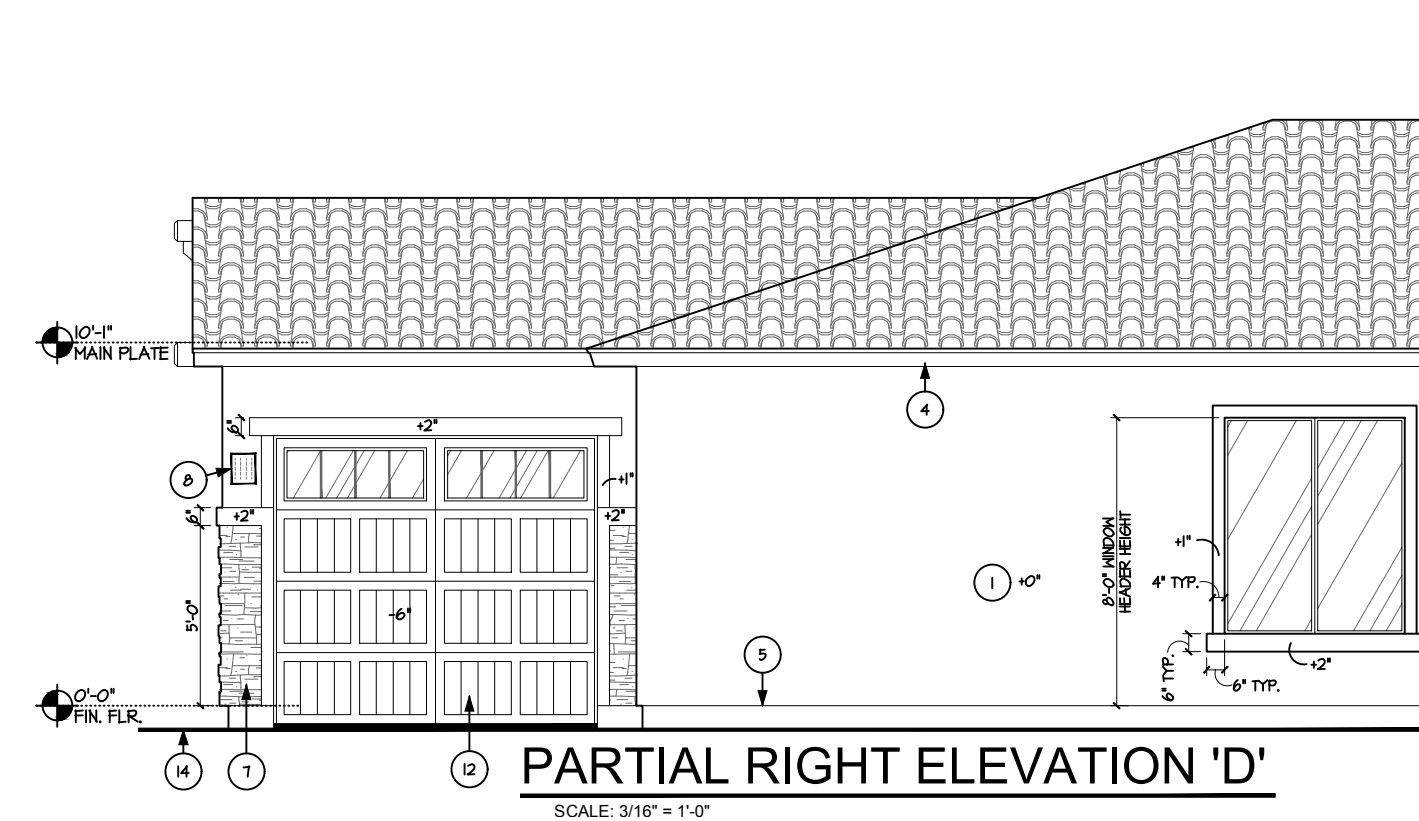 10'-1"
MAIN PLATE
4
6"
+2"
8
+1"
6"
+2"
+2"
8'-0" WINDOW
HEADER HEIGHT
+1"
1
+0"
4" TYP.
-6"
5'-0"
5
+2"
6" TYP.
6" TYP.
0'-0"
FIN. FLR.
14
7
12
PARTIAL RIGHT ELEVATION 'D'
SCALE: 3/16" = 1'-0"